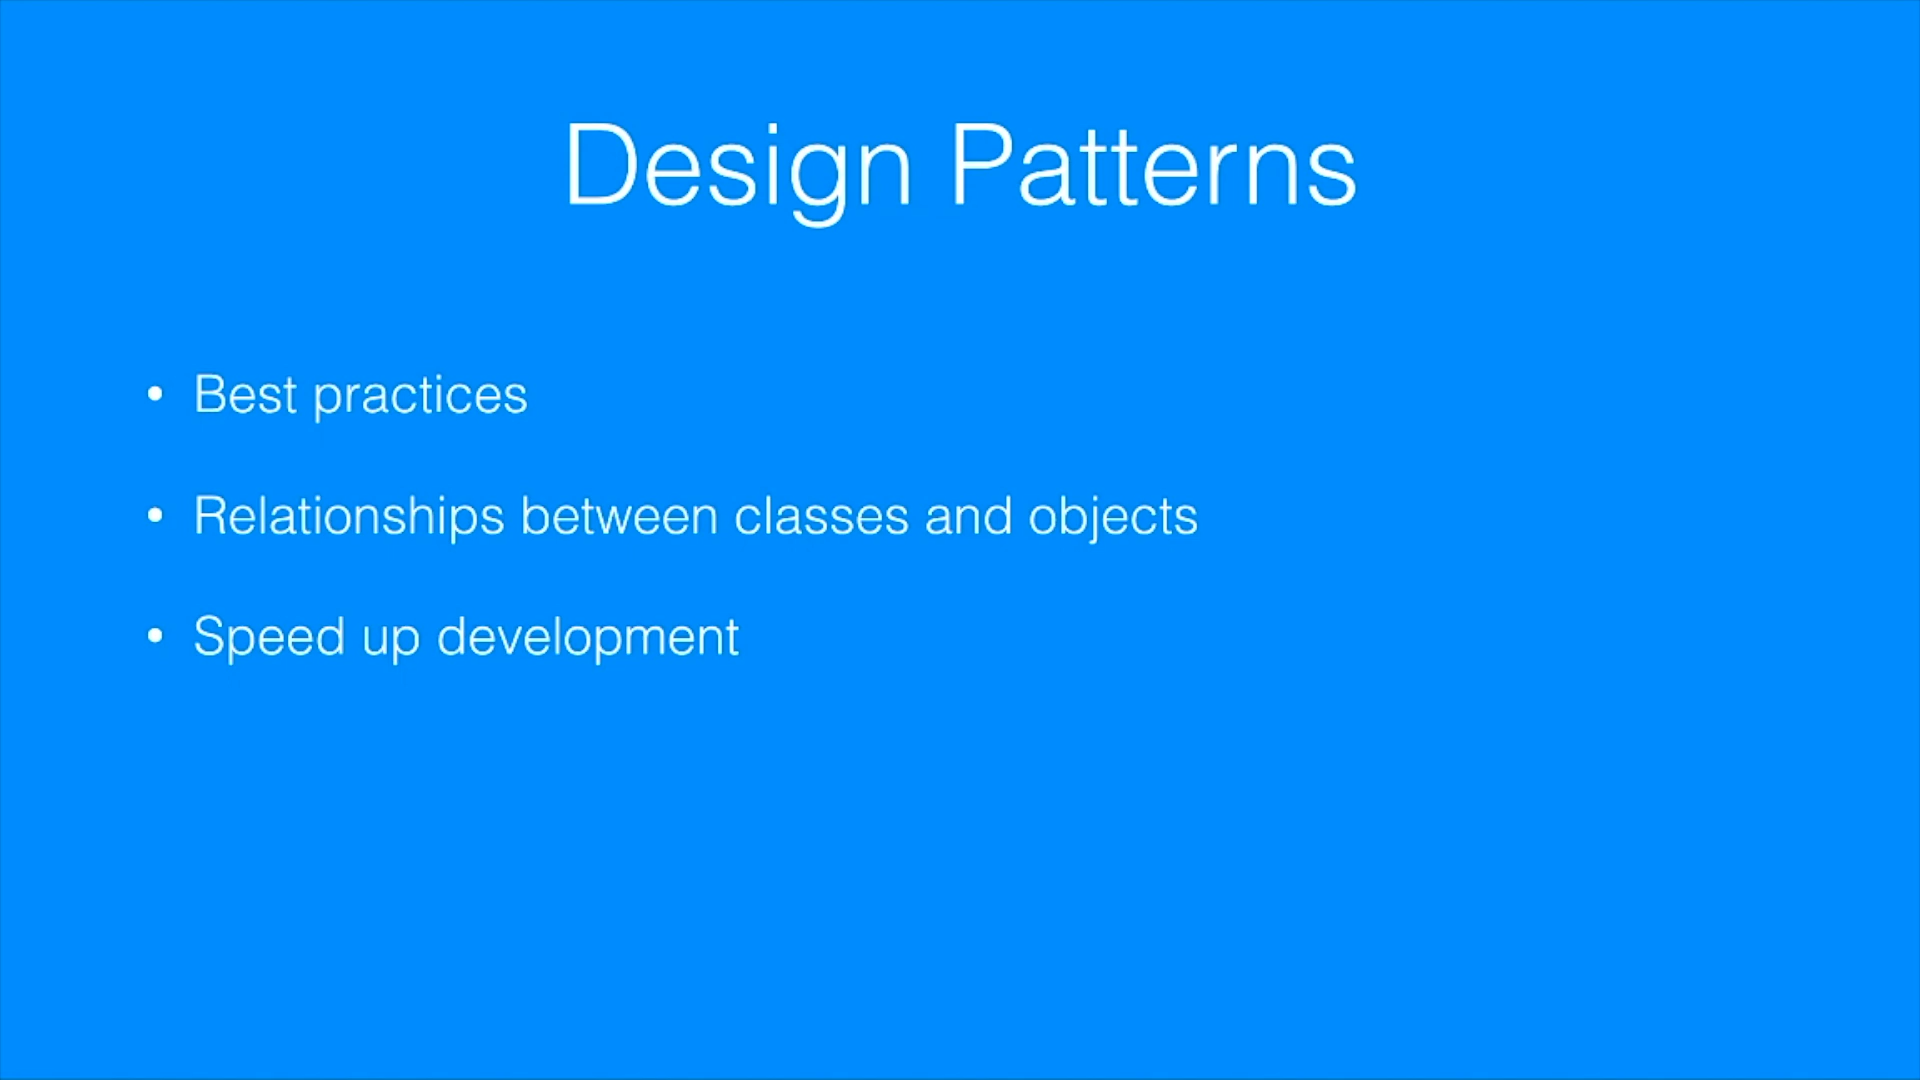 Design Patterns
• Best practices
• Relationships between classes and objects
• Speed up development